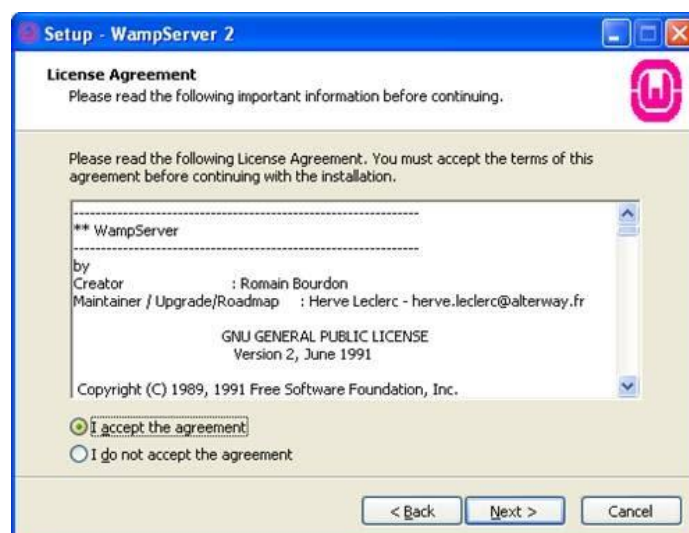 Setup - WampServer 2
License Agreement
Please read the following important information before continuing.
Please read the following License Agreement. You must accept the terms of this
agreement before continuing with the installation.
----------------------------------------------------------------
** WampServer
----------------------------------------------------------------
by
Creator : Romain Bourdon
Maintainer / Upgrade/Roadmap : Herve Leclerc - herve.leclerc@alterway.fr
GNU GENERAL PUBLIC LICENSE
Version 2, June 1991
Copyright (C) 1989, 1991 Free Software Foundation, Inc.
I accept the agreement
I do not accept the agreement
< Back Next > Cancel